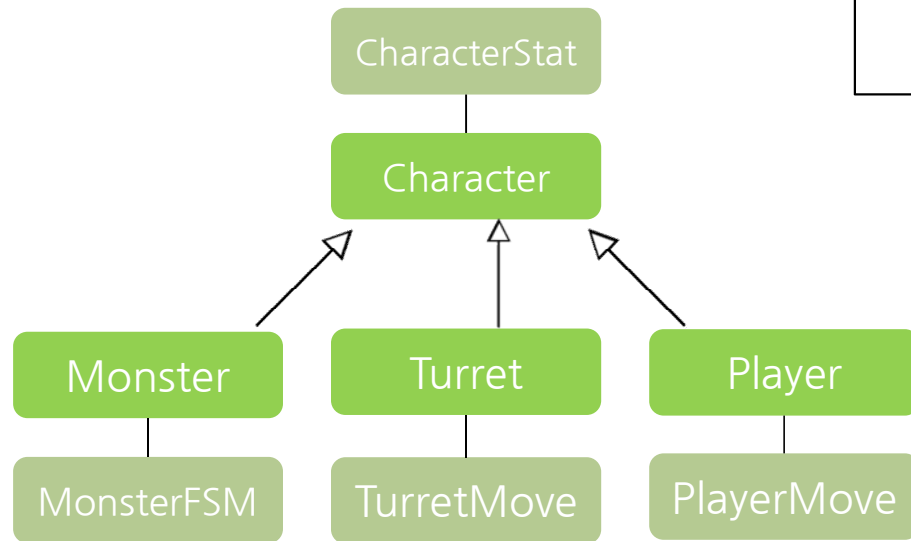 CharacterStat
Character
Monster
Turret
Player
MonsterFSM
TurretMove
PlayerMove